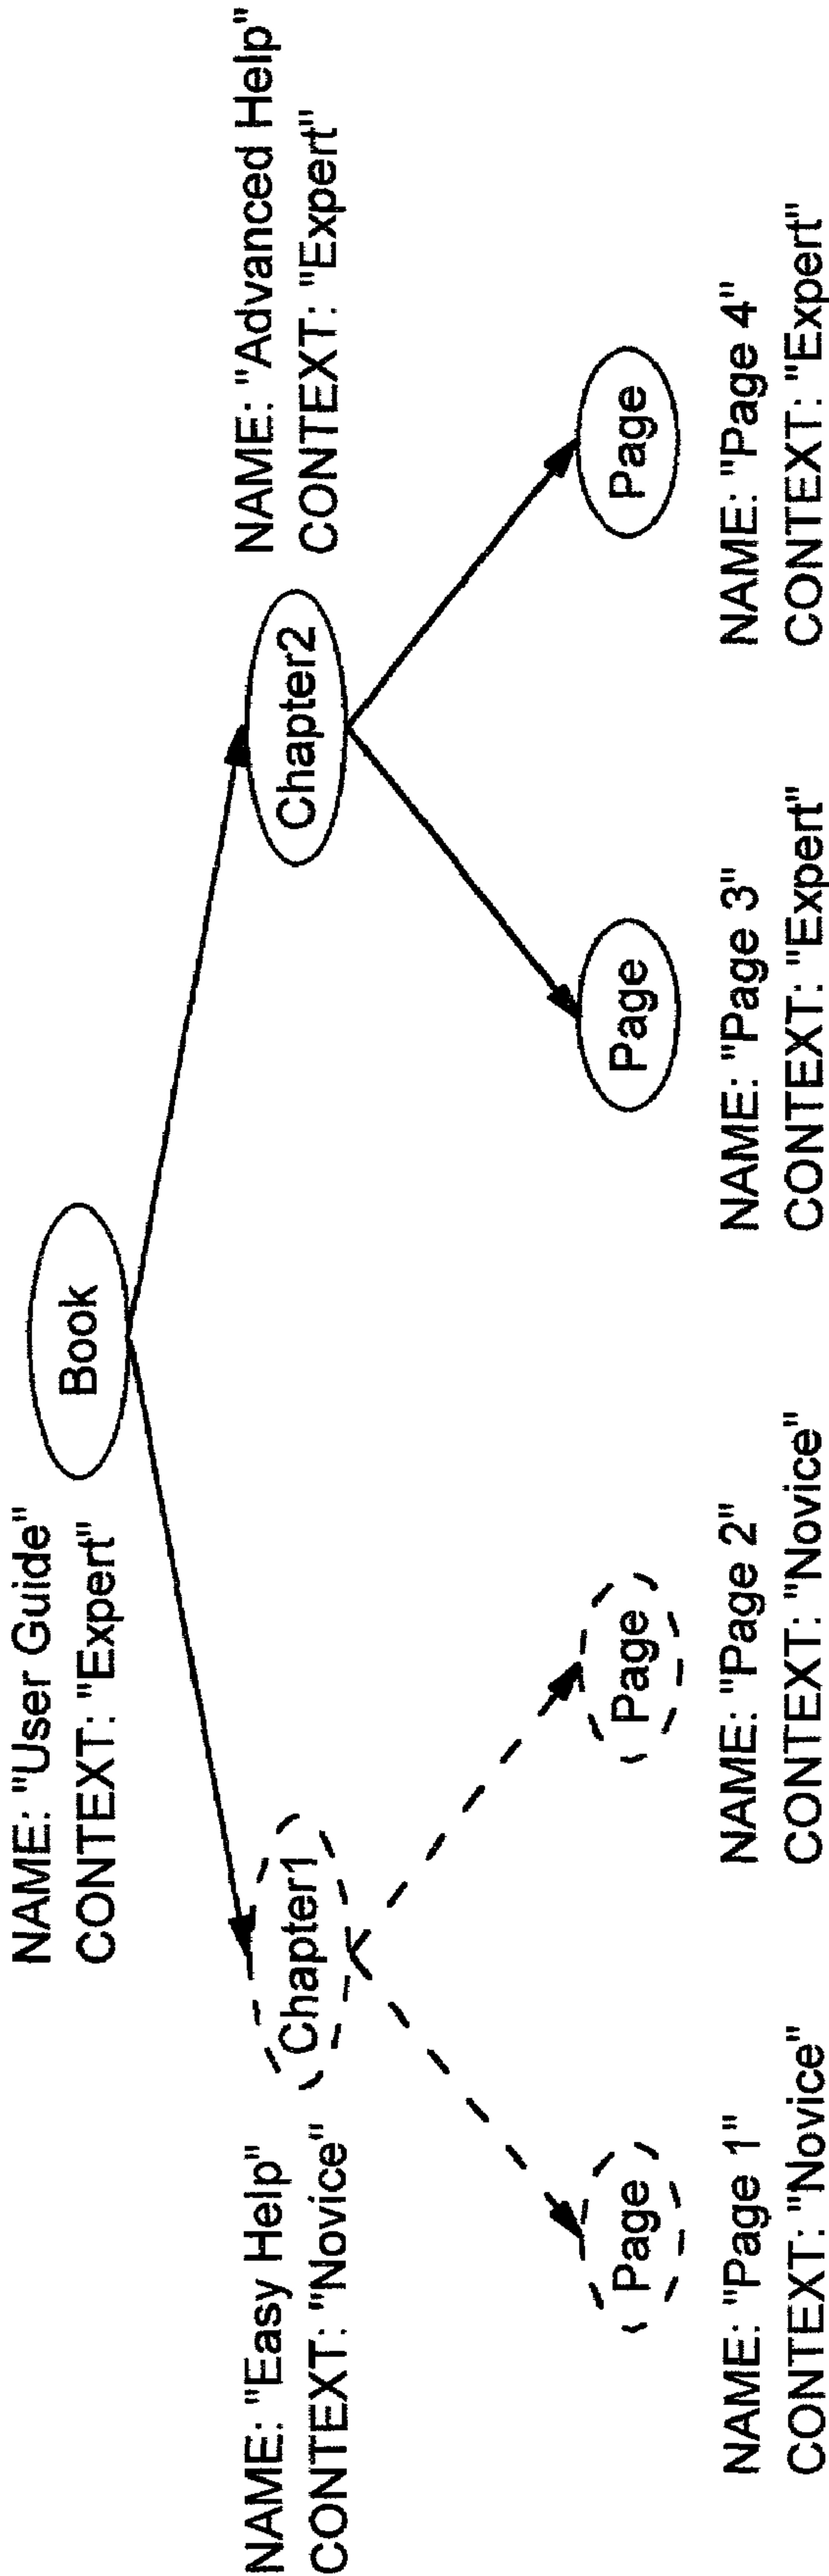 NAME: "User Guide"
CONTEXT: "Expert"
Book
NAME: "Easy Help"
CONTEXT: "Novice"
Chapter1
Chapter2
NAME: "Advanced Help"
CONTEXT: "Expert"
Page
Page
Page
Page
NAME: "Page 1"
CONTEXT: "Novice"
NAME: "Page 2"
CONTEXT: "Novice"
NAME: "Page 3"
CONTEXT: "Expert"
NAME: "Page 4"
CONTEXT: "Expert"